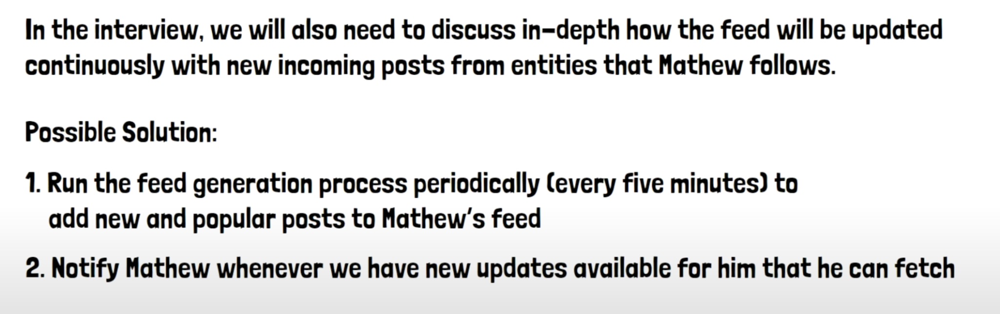 In the interview, we will also need to discuss in-depth how the feed will be updated
continuously with new incoming posts from entities that Mathew follows.
Possible Solution:
1. Run the feed generation process periodically (every five minutes) to
add new and popular posts to Mathew's feed
2. Notify Mathew whenever we have new updates available for him that he can fetch